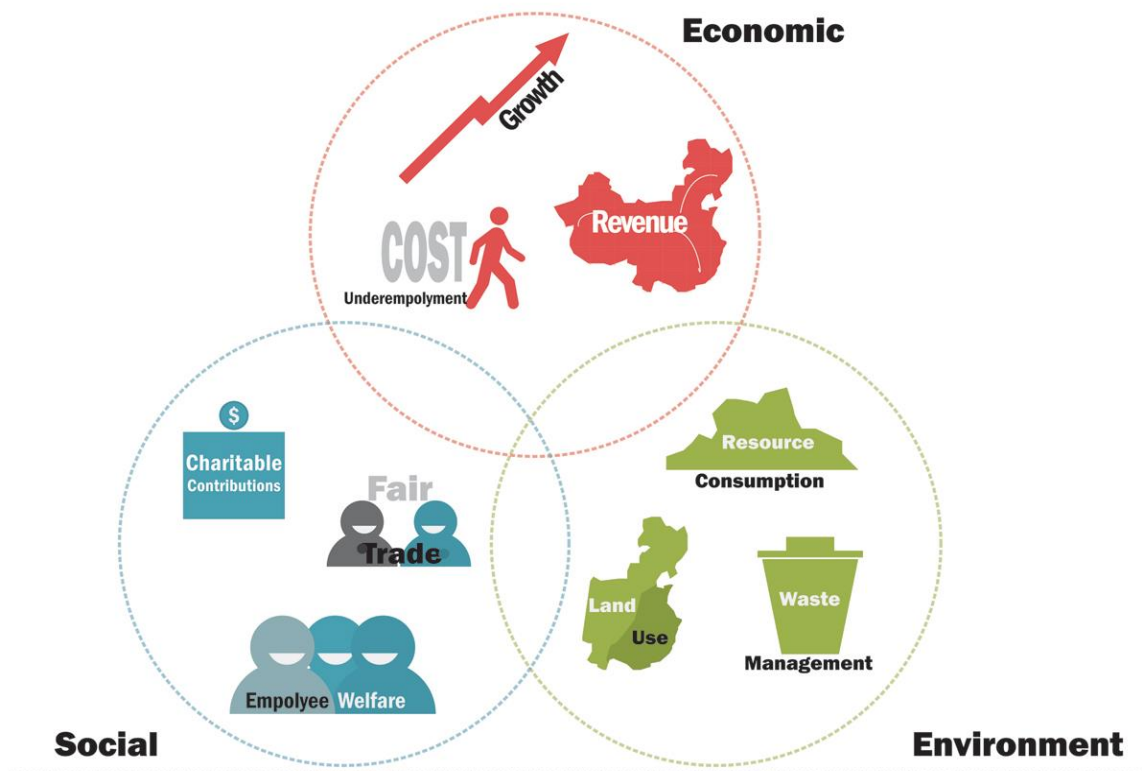 Economic
Growth
Revenue
COST
Underempolyment
$
Charitable
Contributions
Fair
Trade
Empolyee Welfare
Social
Resource
Consumption
Land
Use
Waste
Management
Environment